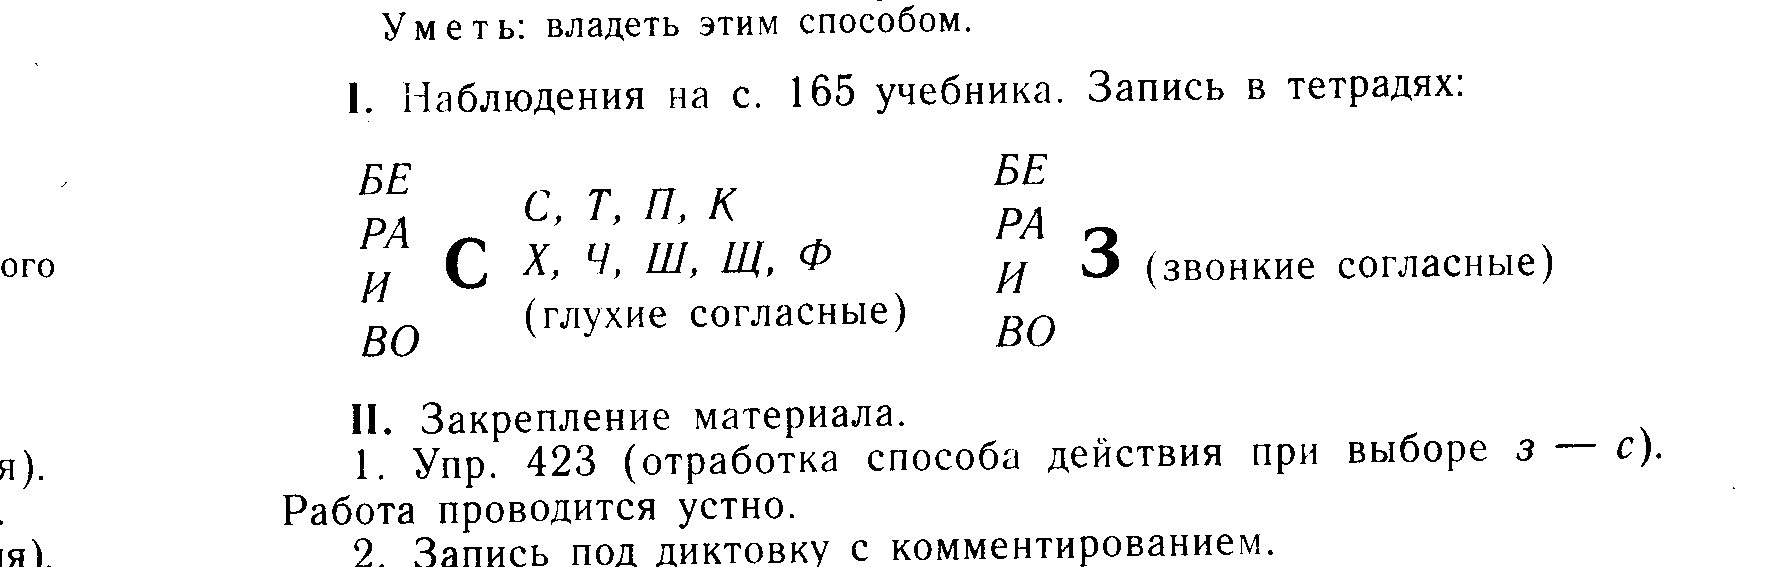 Уметь: владеть этим способом.
I. Наблюдения на с. 165 учебника. Запись в тетрадях:
БЕ
РА
И
ВО
С
С, Т, П, К
Х, Ч, Ш, Щ, Ф
(глухие согласные)
БЕ
РА
И
ВО
З
(звонкие согласные)
II. Закрепление материала.
1. Упр. 423 (отработка способа действия при выборе з — с).
Работа проводится устно.
2. Запись под диктовку с комментированием.
ого
я).
.